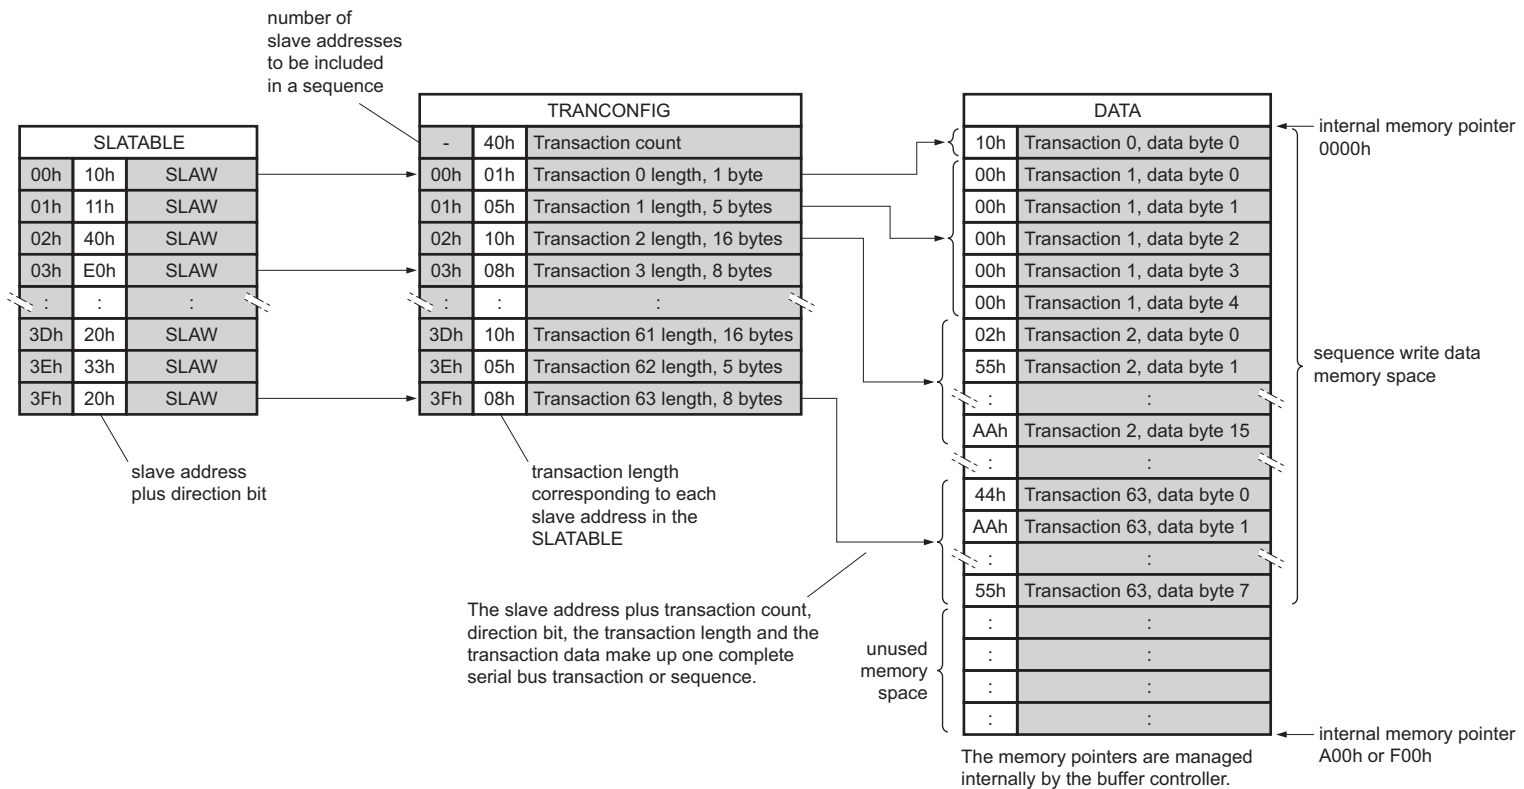 number of
slave addresses
to be included
in a sequence
SLATABLE
00h 10h SLAW
01h 11h SLAW
02h 40h SLAW
03h E0h SLAW
: : :
3Dh 20h SLAW
3Eh 33h SLAW
3Fh 20h SLAW
slave address
plus direction bit
TRANCONFIG
- 40h Transaction count
00h 01h Transaction 0 length, 1 byte
01h 05h Transaction 1 length, 5 bytes
02h 10h Transaction 2 length, 16 bytes
03h 08h Transaction 3 length, 8 bytes
: : :
3Dh 10h Transaction 61 length, 16 bytes
3Eh 05h Transaction 62 length, 5 bytes
3Fh 08h Transaction 63 length, 8 bytes
transaction length
corresponding to each
slave address in the
SLATABLE
The slave address plus transaction count,
direction bit, the transaction length and the
transaction data make up one complete
serial bus transaction or sequence.
DATA
10h Transaction 0, data byte 0
00h Transaction 1, data byte 0
00h Transaction 1, data byte 1
00h Transaction 1, data byte 2
00h Transaction 1, data byte 3
00h Transaction 1, data byte 4
02h Transaction 2, data byte 0
55h Transaction 2, data byte 1
: :
AAh Transaction 2, data byte 15
: :
44h Transaction 63, data byte 0
AAh Transaction 63, data byte 1
: :
55h Transaction 63, data byte 7
: :
: :
: :
: :
unused
memory
space
internal memory pointer
0000h
sequence write data
memory space
internal memory pointer
A00h or F00h
The memory pointers are managed
internally by the buffer controller.